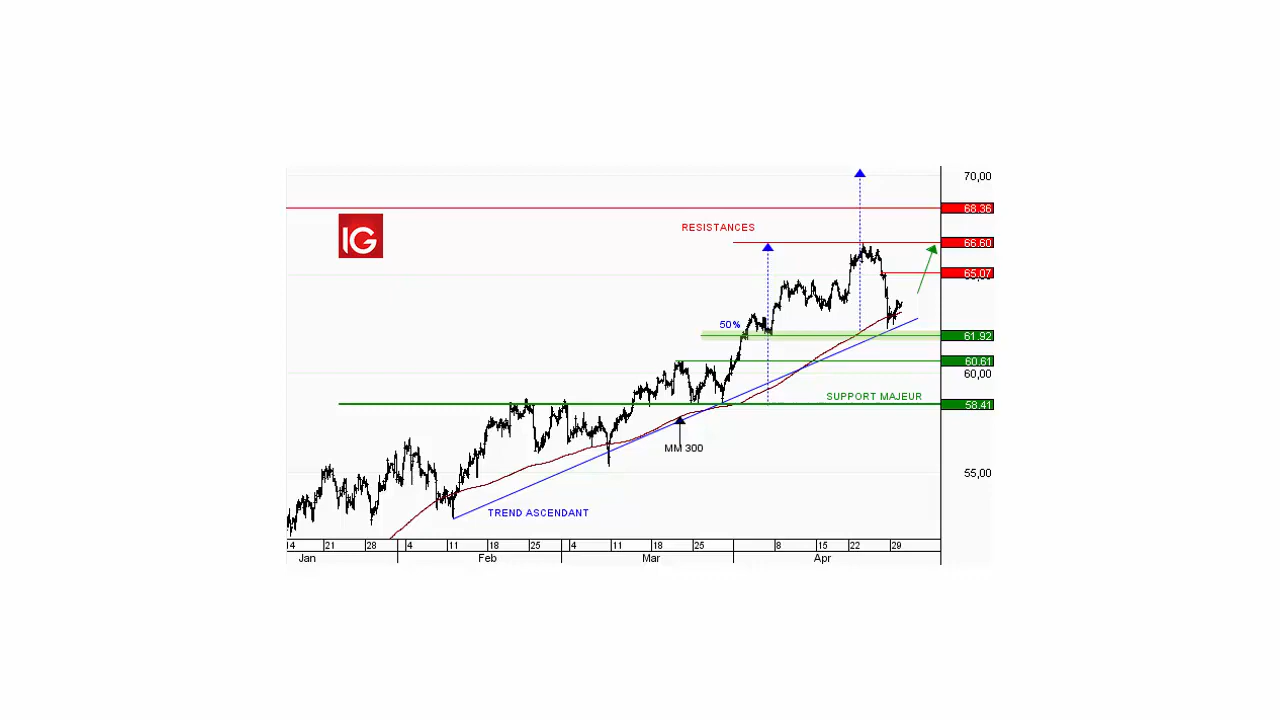 70,00
68.36
RESISTANCES
IG
66.60
65.07
50%
61.92
60.61
60,00
SUPPORT MAJEUR
58.41
MM 300
55,00
TREND ASCENDANT
14 21 28 4 11 18 25 4 11 18 25 8 15 22 29
Jan Feb Mar Apr